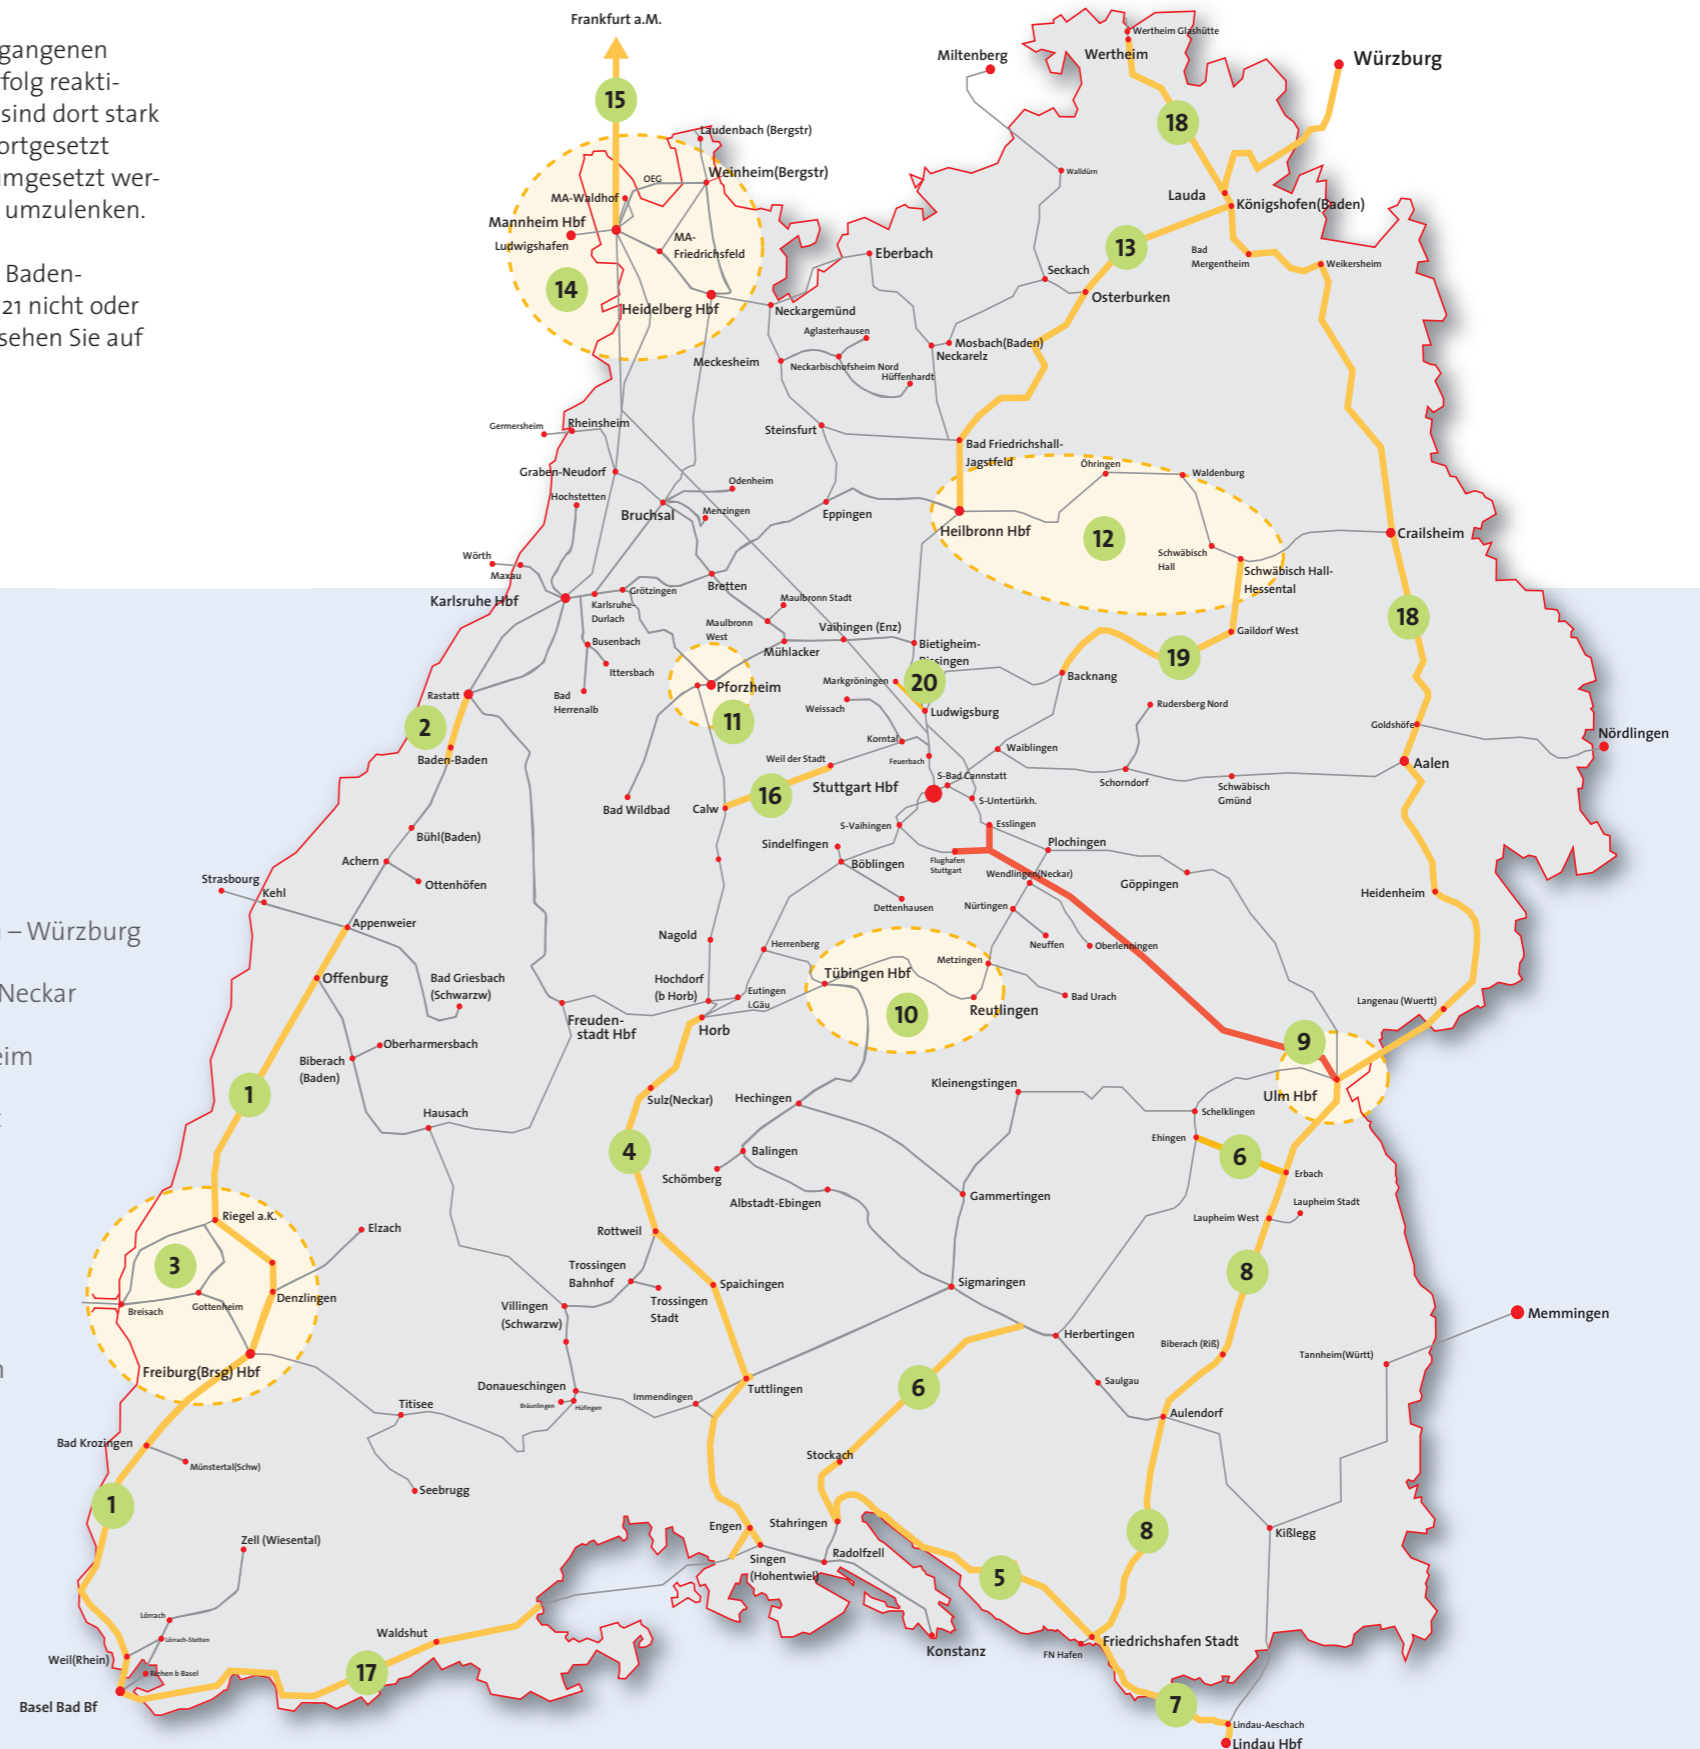 gangenen
rfolg reakti-
sind dort stark
ortgesetzt
umgesetzt wer-
umzulenken.
Baden-
21 nicht oder
sehen Sie auf
– Würzburg
Neckar
eim
Frankfurt a.M.
15
Wertheim Glashütte
Wertheim
Miltenberg
Würzburg
18
Laudenbach (Bergstr)
Weinheim(Bergstr)
OEG
MA-Waldhof
Mannheim Hbf
Ludwigshafen
MA-
Friedrichsfeld
14
Heidelberg Hbf
Walldürn
Lauda
Königshofen(Baden)
13
Bad
Mergentheim
Weikersheim
Eberbach
Seckach
Osterburken
Neckargemünd
Aglasterhausen
Mosbach(Baden)
Neckarelz
Meckesheim
Neckarbischofsheim Nord
Hüffenhardt
Germersheim
Rheinsheim
Steinsfurt
Bad Friedrichshall-
Jagstfeld
Graben-Neudorf
Hochstetten
Odenheim
Menzingen
Bruchsal
Eppingen
Öhringen
Waldenburg
Heilbronn Hbf
12
Schwäbisch
Hall
Schwäbisch Hall-
Hessental
Crailsheim
Wörth
Maxau
Karlsruhe Hbf
Karlsruhe-
Durlach
Grötzingen
Bretten
Maulbronn Stadt
Maulbronn
West
Mühlacker
Vaihingen (Enz)
Bietigheim-
Bissingen
Gaildorf West
18
19
Busenbach
Ittersbach
Bad
Herrenalb
Pforzheim
11
Markgröningen
20
Ludwigsburg
Backnang
Rastatt
2
Baden-Baden
Weissach
Korntal
Feuerbach
Rudersberg Nord
Goldshöfe
Nördlingen
Aalen
Weil der Stadt
16
Calw
Bad Wildbad
Stuttgart Hbf
S-Bad Cannstatt
S-Untertürkh.
Waiblingen
Schorndorf
Schwäbisch
Gmünd
Bühl(Baden)
Achern
Ottenhöfen
S-Vaihingen
Esslingen
Sindelfingen
Böblingen
Flughafen
Stuttgart
Plochingen
Wendlingen(Neckar)
Göppingen
Heidenheim
Strasbourg
Kehl
Appenweier
Dettenhausen
Nürtingen
Neuffen
Oberlenningen
Nagold
Herrenberg
Offenburg
Bad Griesbach
(Schwarzw)
Hochdorf
(b Horb)
Eutingen
i.Gäu
Tübingen Hbf
Metzingen
10
Reutlingen
Bad Urach
Langenau (Wuertt)
Freuden-
stadt Hbf
Horb
Oberharmersbach
Biberach
(Baden)
1
9
Ulm Hbf
Hausach
Sulz(Neckar)
Hechingen
Kleinengstingen
Schelklingen
Ehingen
6
Erbach
4
Balingen
Schömberg
Albstadt-Ebingen
Gammertingen
Laupheim West
Laupheim Stadt
Riegel a.K.
Elzach
3
Denzlingen
Breisach
Gottenheim
Freiburg(Brsg) Hbf
Rottweil
Trossingen
Bahnhof
Trossingen
Stadt
Spaichingen
Villingen
(Schwarzw)
Sigmaringen
8
Herbertingen
Biberach (Riß)
Memmingen
Tannheim(Württ)
Donaueschingen
Bräunlingen
Hüfingen
Immendingen
Tuttlingen
6
Saulgau
Aulendorf
Titisee
Bad Krozingen
Münstertal(Schw)
Seebrugg
Stockach
1
Engen
Stahringen
8
Kißlegg
Zell (Wiesental)
Singen
(Hohentwiel)
Radolfzell
5
Lörrach
Lörrach-Stetten
Weil(Rhein)
Riehen b Basel
Basel Bad Bf
Waldshut
17
Konstanz
Friedrichshafen Stadt
FN Hafen
7
Lindau-Aeschach
Lindau Hbf